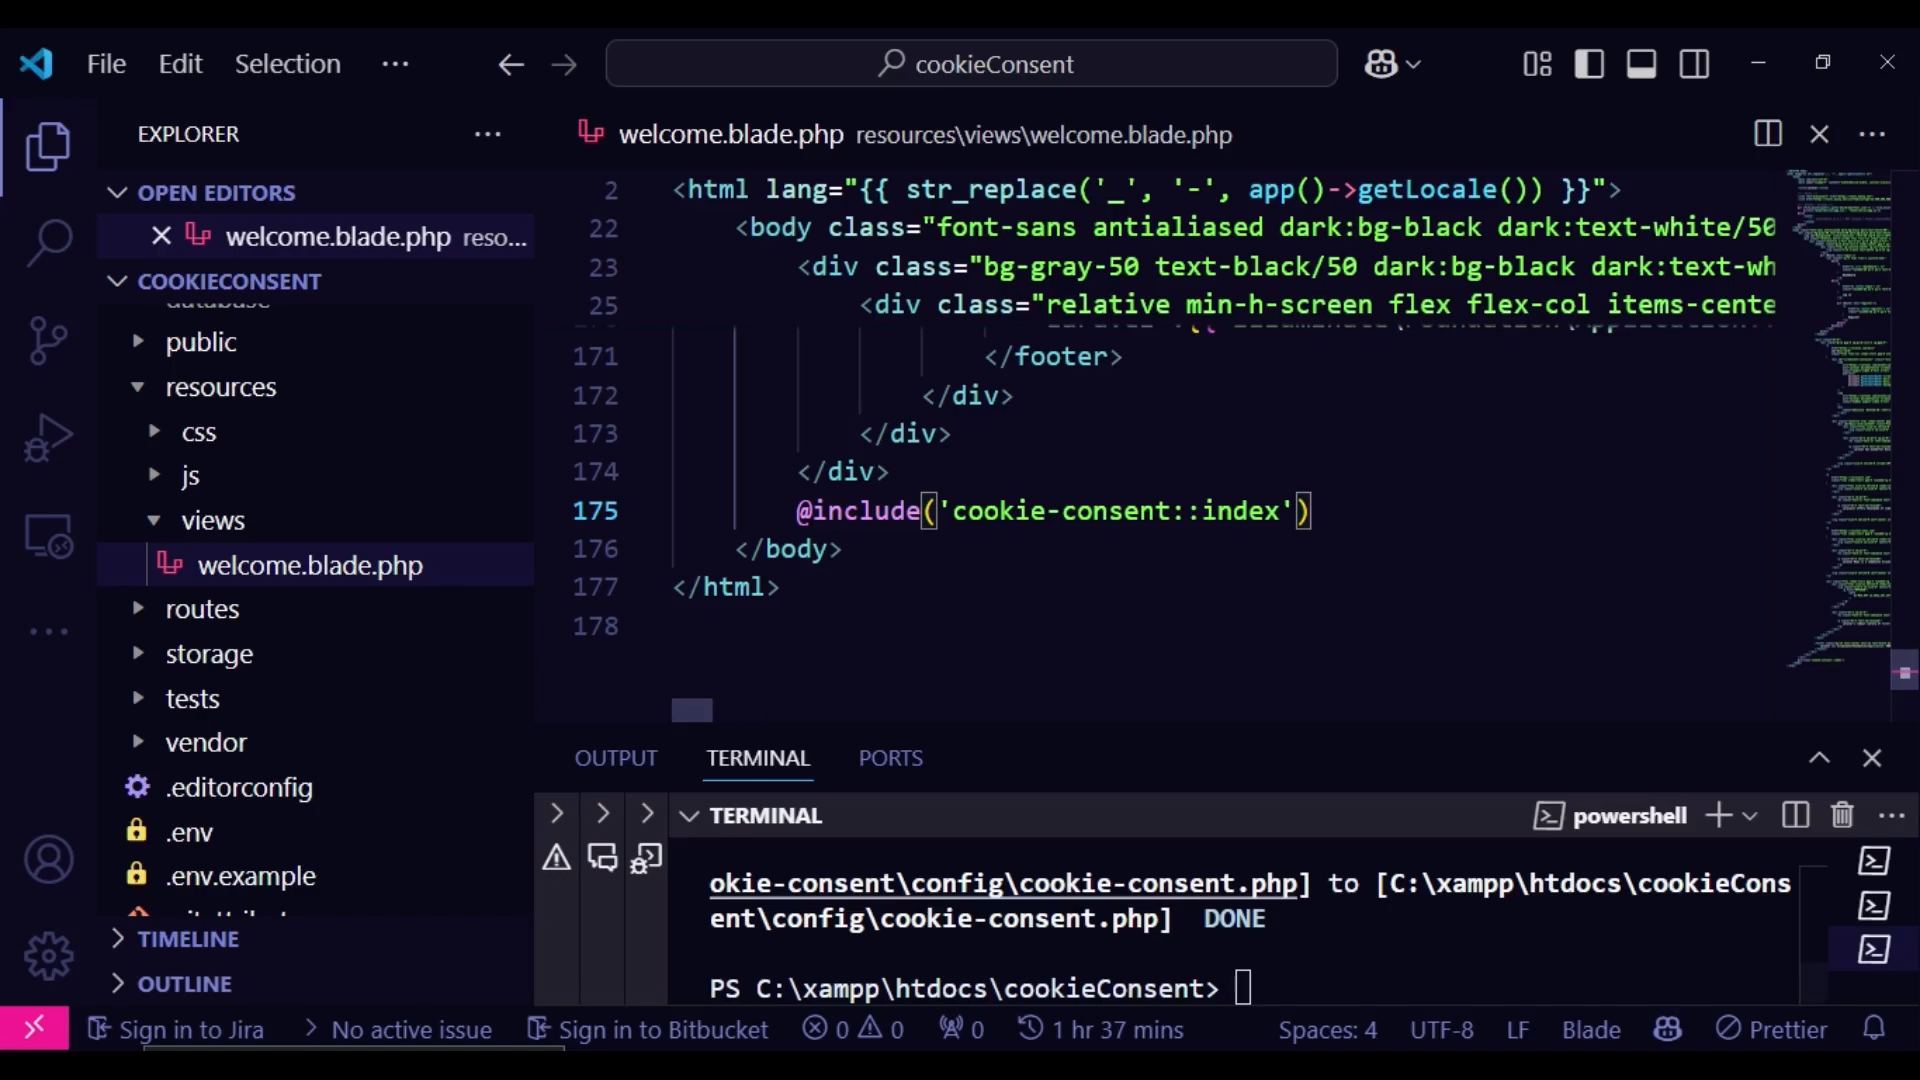 File Edit Selection ··· cookieConsent
EXPLORER ···
welcome.blade.php resources\views\welcome.blade.php
OPEN EDITORS
welcome.blade.php reso...
COOKIECONSENT
database
public
resources
css
js
views
welcome.blade.php
routes
storage
tests
vendor
.editorconfig
.env
.env.example
TIMELINE
OUTLINE
2 <html lang="{{ str_replace('_', '-', app()->getLocale()) }}">
22 <body class="font-sans antialiased dark:bg-black dark:text-white/50
23 <div class="bg-gray-50 text-black/50 dark:bg-black dark:text-wh
25 <div class="relative min-h-screen flex flex-col items-cente
171 </footer>
172 </div>
173 </div>
174 </div>
175 @include('cookie-consent::index')
176 </body>
177 </html>
178
OUTPUT TERMINAL PORTS
TERMINAL powershell
okie-consent\config\cookie-consent.php] to [C:\xampp\htdocs\cookieCons
ent\config\cookie-consent.php] DONE
PS C:\xampp\htdocs\cookieConsent>
Sign in to Jira No active issue Sign in to Bitbucket 0 0 0 1 hr 37 mins Spaces: 4 UTF-8 LF Blade Prettier